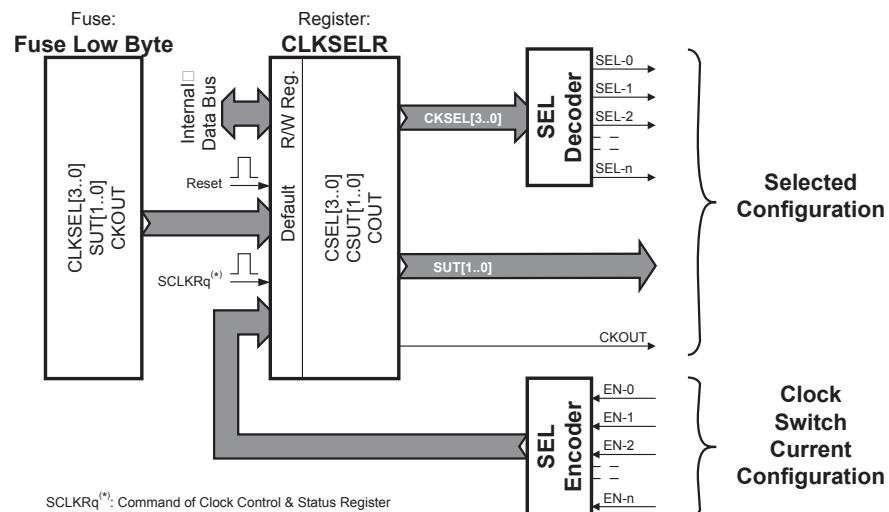 Fuse:
Fuse Low Byte
Register:
CLKSELR
CLKSEL[3..0]
SUT[1..0]
CKOUT
Internal□
Data Bus
Reset
SCLKRq(*)
R/W Reg.
Default
CSEL[3..0]
CSUT[1..0]
COUT
CKSEL[3..0]
SUT[1..0]
CKOUT
SEL
Decoder
SEL-0
SEL-1
SEL-2
SEL-n
Selected
Configuration
SEL
Encoder
EN-0
EN-1
EN-2
EN-n
Clock
Switch
Current
Configuration
SCLKRq(*): Command of Clock Control & Status Register